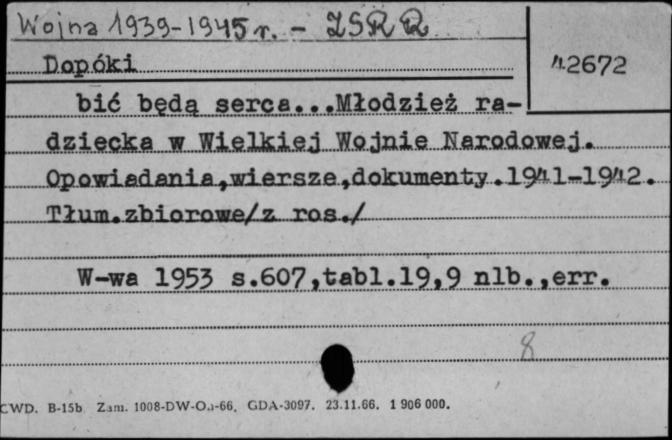 Wojna 1939-1945 r. - ZSRR
Dopóki
42672
bić będą serca...Młodzież ra-
dziecka w Wielkiej Wojnie Narodowej.
Opowiadania,wiersze,dokumenty.1941-1942.
Tłum.zbiorowe/z ros./
W-wa 1953 s.607,tabl.19,9 nlb.,err.
8
CWD. B-15b Zam. 1008-DW-O.)-66. GDA-3097. 23.11.66. 1 906 000.